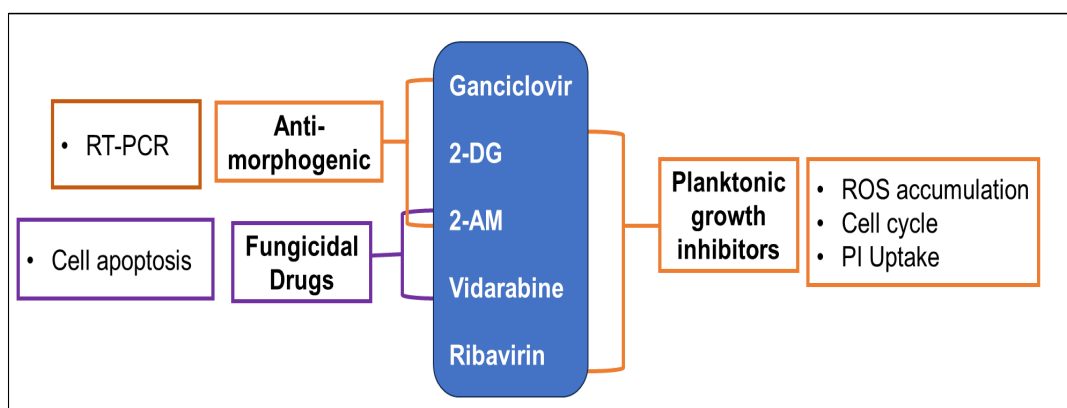 • RT-PCR
Anti-
morphogenic
• Cell apoptosis
Fungicidal
Drugs
Ganciclovir
2-DG
2-AM
Vidarabine
Ribavirin
Planktonic
growth
inhibitors
• ROS accumulation
• Cell cycle
• PI Uptake